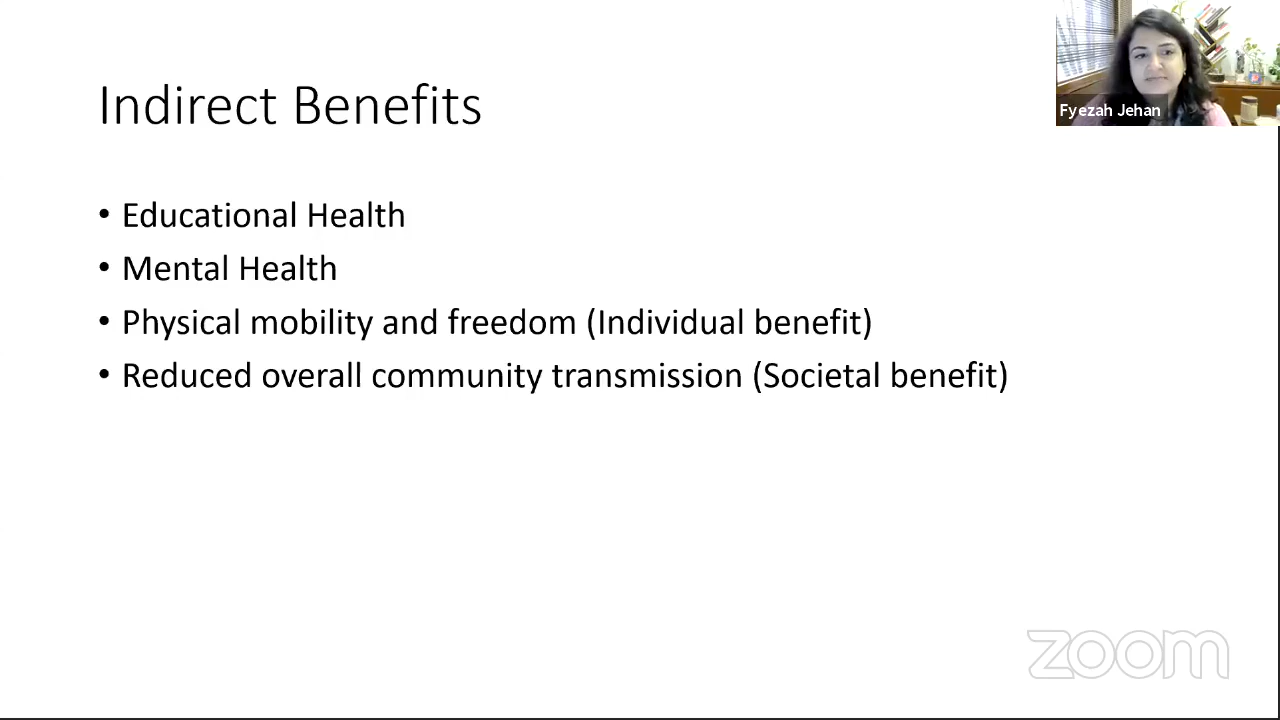 Indirect Benefits
Fyezah Jehan
• Educational Health
• Mental Health
• Physical mobility and freedom (Individual benefit)
• Reduced overall community transmission (Societal benefit)
zoom